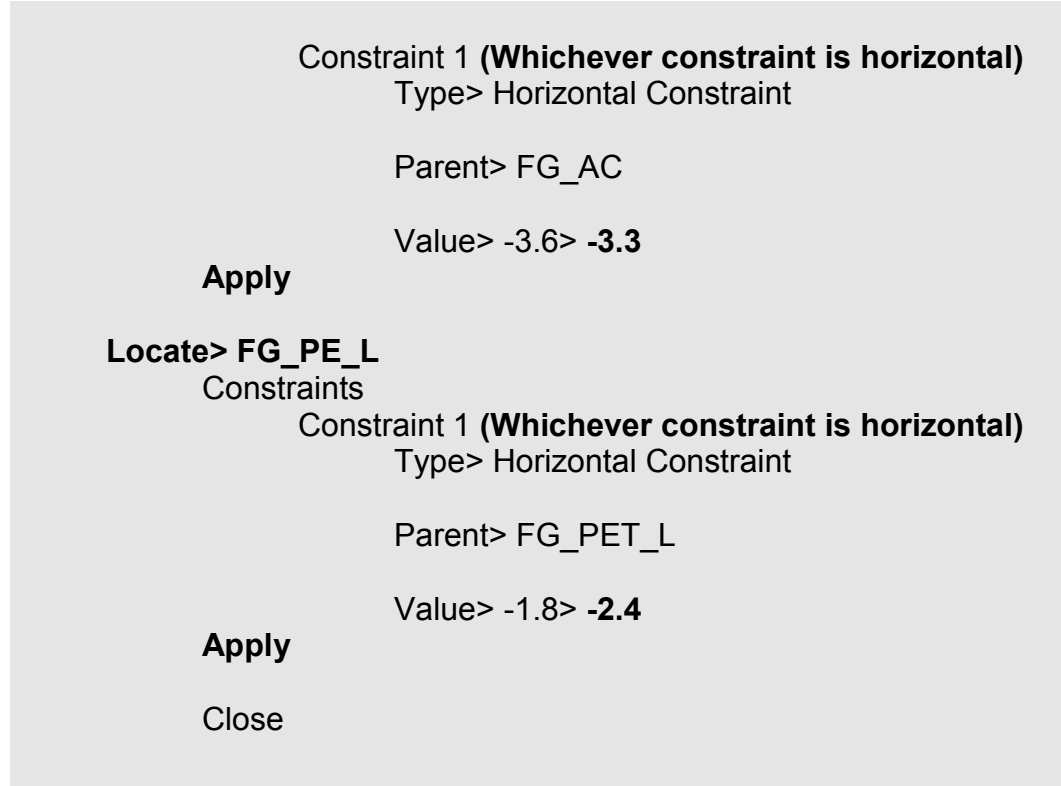 Constraint 1 (Whichever constraint is horizontal)
Type> Horizontal Constraint
Parent> FG_AC
Value> -3.6> -3.3
Apply
Locate> FG_PE_L
Constraints
Constraint 1 (Whichever constraint is horizontal)
Type> Horizontal Constraint
Parent> FG_PET_L
Value> -1.8> -2.4
Apply
Close